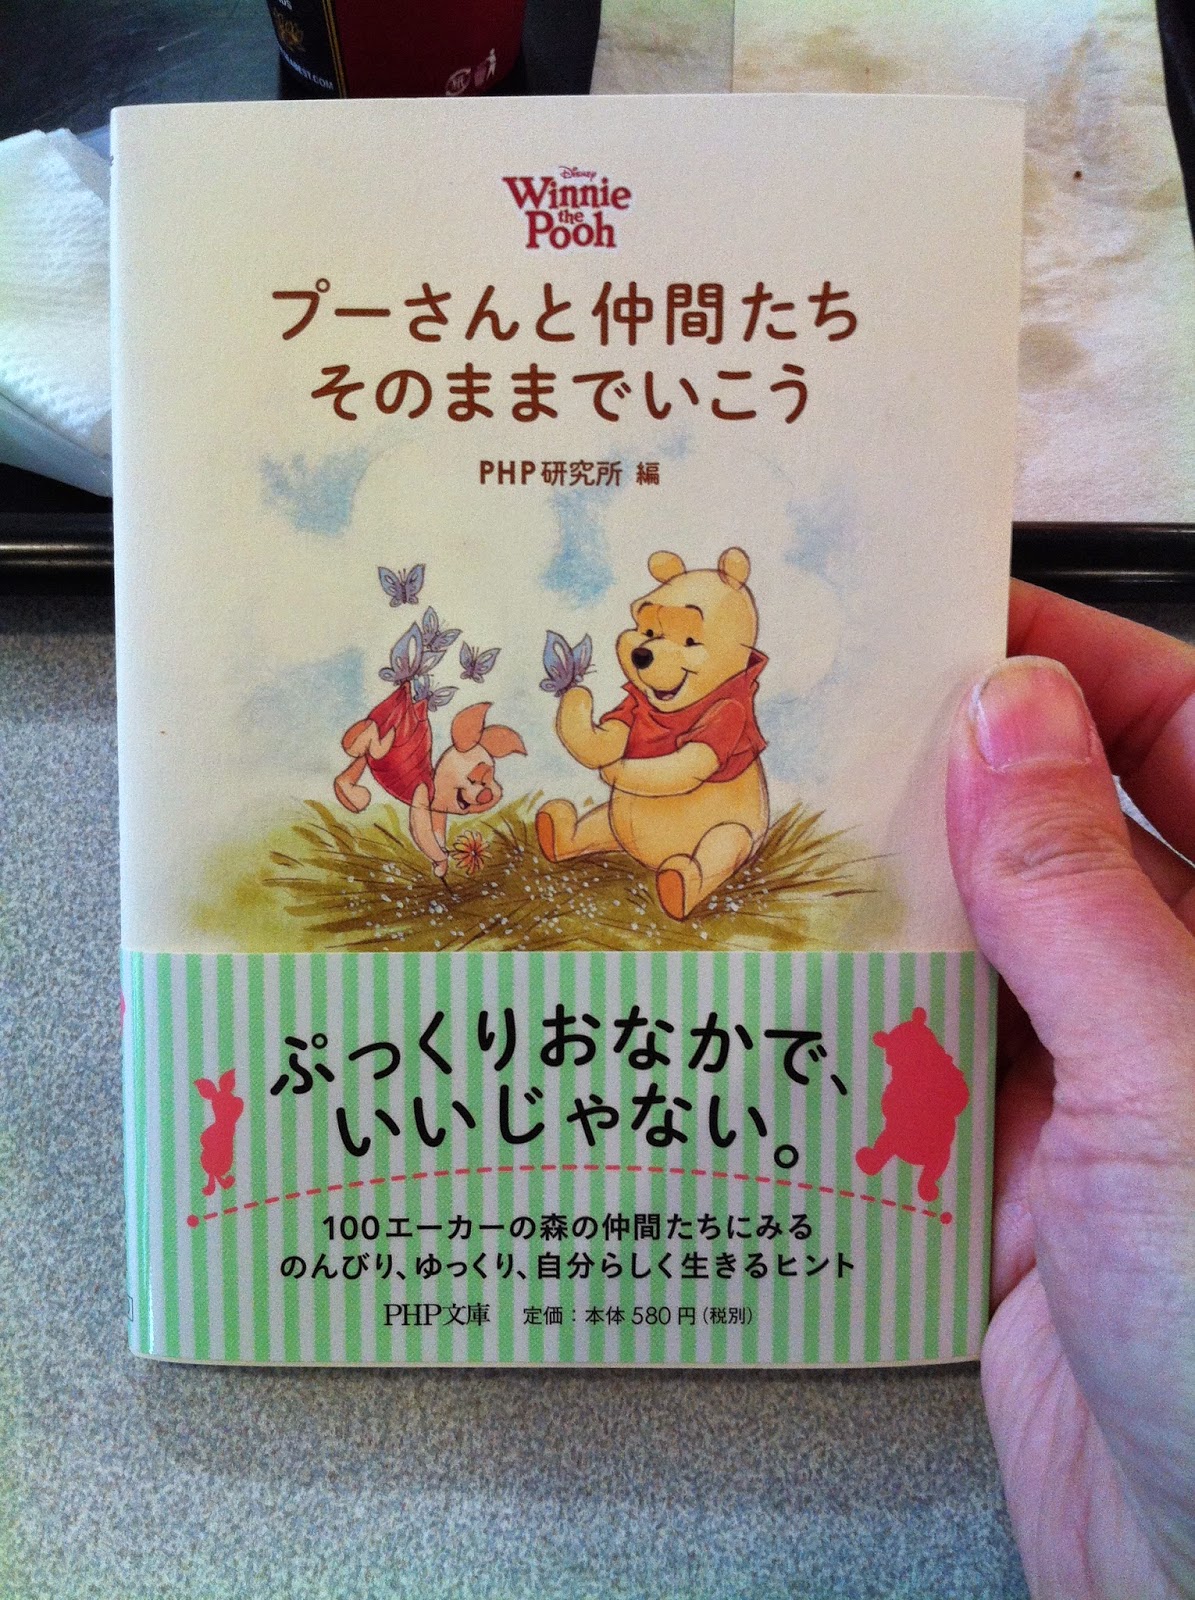 Disney
Winnie
the
Pooh
プーさんと仲間たち
そのままでいこう
PHP研究所 編
ぷっくりおなかで、
いいじゃない。
100エーカーの森の仲間たちにみる
のんびり、ゆっくり、自分らしく生きるヒント
PHP文庫 定価：本体580円（税別）